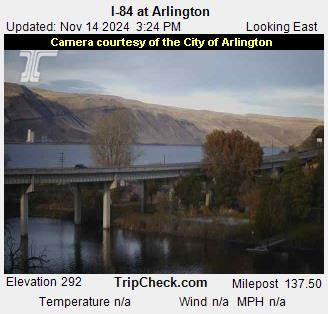 I-84 at Arlington
Updated: Nov 14 2024 3:24 PM Looking East
Camera courtesy of the City of Arlington
Elevation 292 TripCheck.com Milepost 137.50
Temperature n/a Wind n/a MPH n/a